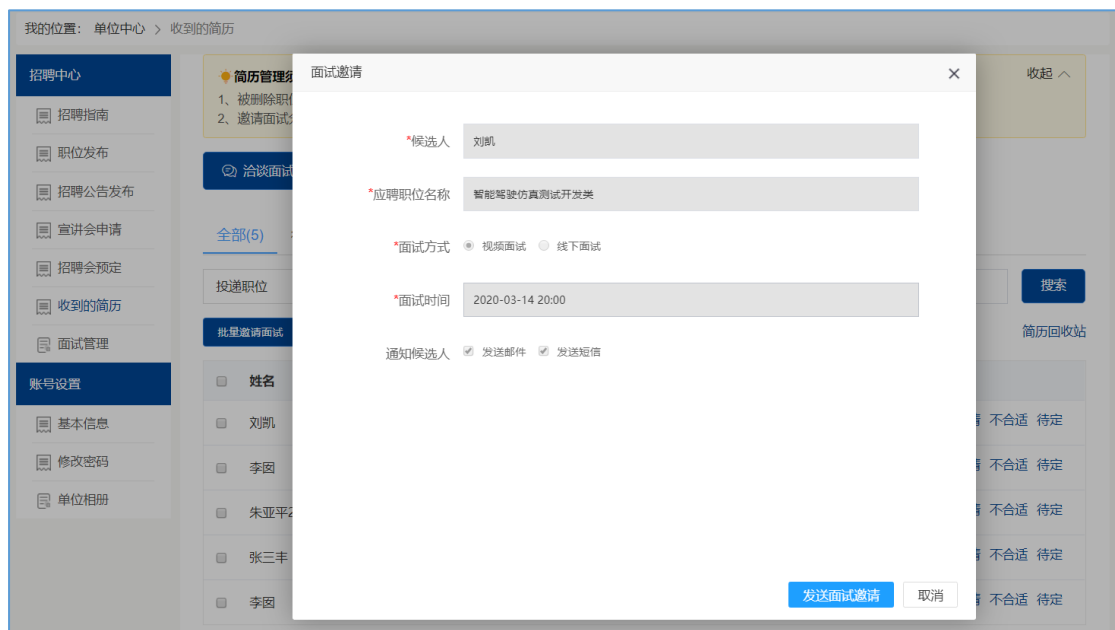 我的位置： 单位中心 > 收到的简历
招聘中心
招聘指南
职位发布
招聘公告发布
宣讲会申请
招聘会预定
收到的简历
面试管理
账号设置
基本信息
修改密码
单位相册
简历管理须
收起
1、被删除职位
2、邀请面试
洽谈面试
全部(5)
投递职位
搜索
批量邀请面试
简历回收站
姓名
刘凯
不合适 待定
李囡
不合适 待定
朱亚平2
不合适 待定
张三丰
不合适 待定
李囡
不合适 待定
面试邀请
*候选人 刘凯
*应聘职位名称 智能驾驶仿真测试开发类
*面试方式 视频面试 线下面试
*面试时间 2020-03-14 20:00
通知候选人 发送邮件 发送短信
发送面试邀请 取消